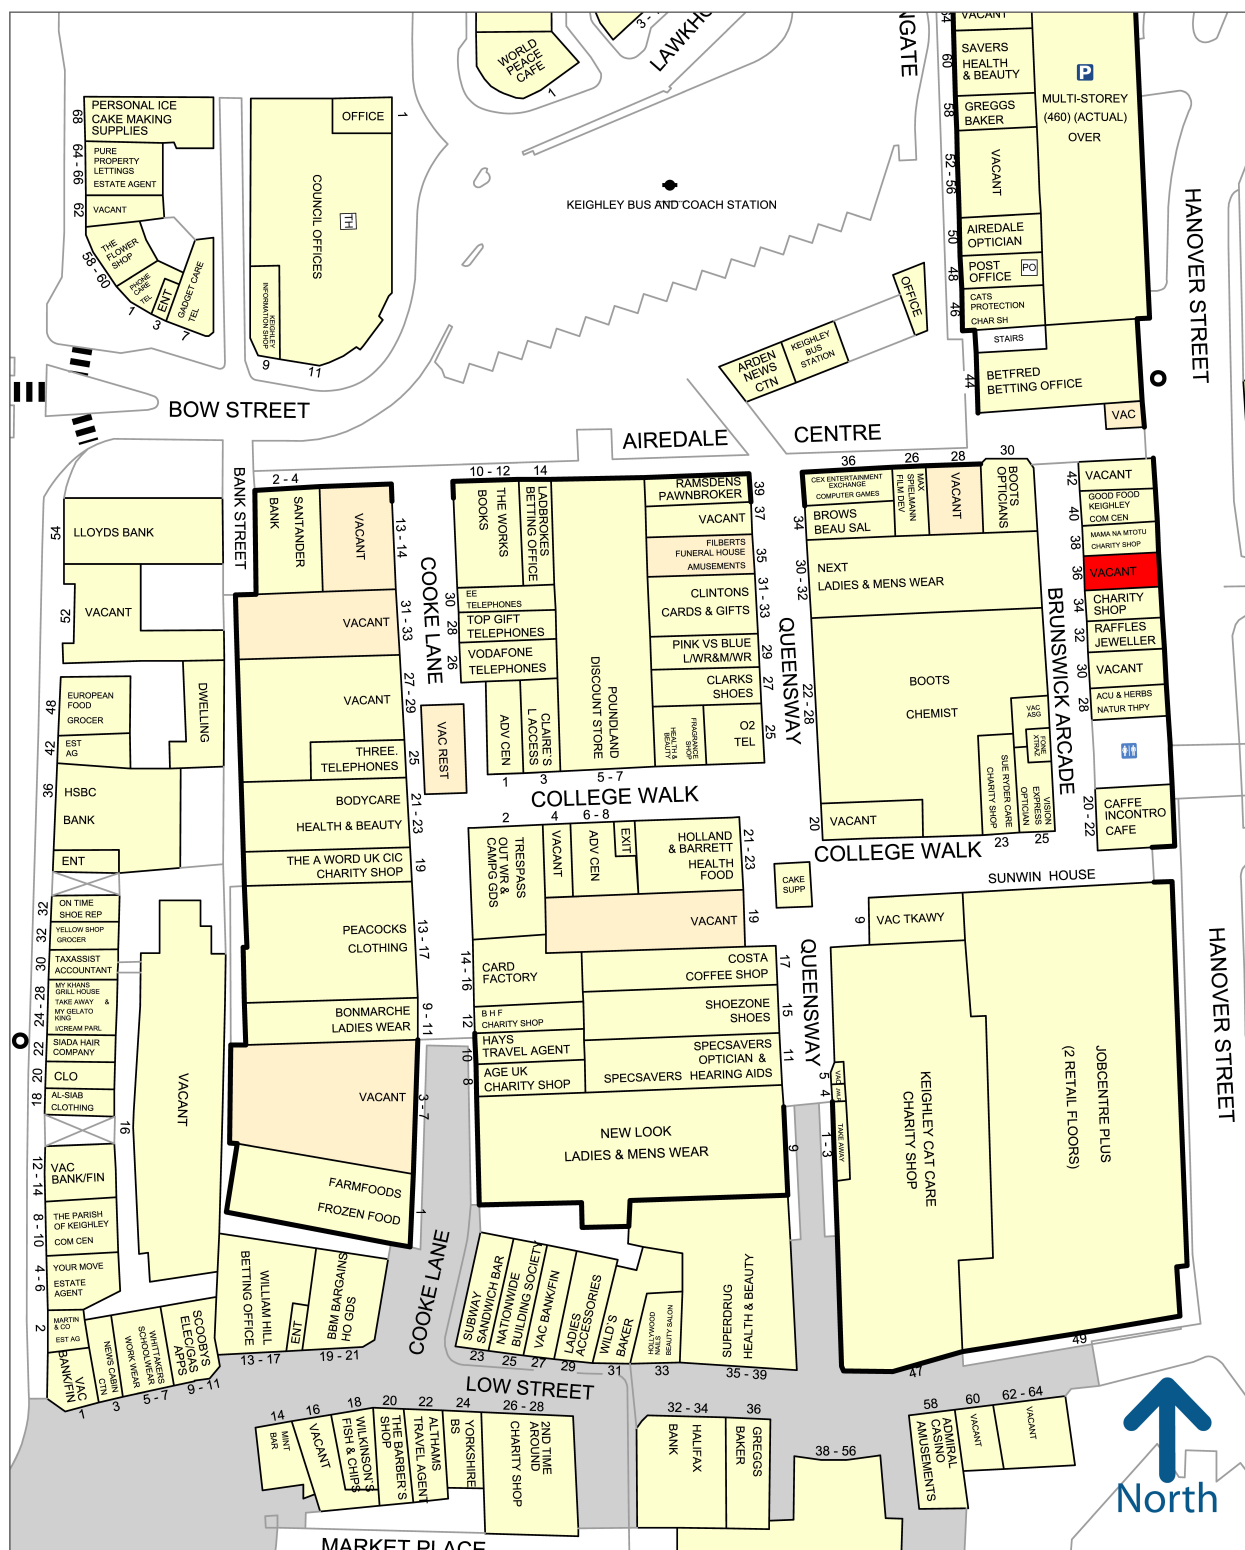 WORLD
PEACE
CAFE
1
3 -
NGATE
54
VACANT
60
SAVERS
HEALTH
& BEAUTY
P
MULTI-STOREY
(460) (ACTUAL)
OVER
58
GREGGS
BAKER
52 - 56
VACANT
50
AIREDALE
OPTICIAN
48
POST
OFFICE
PO
46
CATS
PROTECTION
CHAR SH
STAIRS
44
BETFRED
BETTING OFFICE
VAC
HANOVER STREET
68
PERSONAL ICE
CAKE MAKING
SUPPLIES
64 - 66
PURE
PROPERTY
LETTINGS
ESTATE AGENT
62
VACANT
58 - 60
THE
FLOWER
SHOP
PHONE
CARE
TEL
1
ENT
3
GADGET CARE
TEL
7
OFFICE
1
COUNCIL OFFICES
TH
KEIGHLEY
INFORMATION SHOP
9
11
KEIGHLEY BUS AND COACH STATION
OFFICE
ARDEN
NEWS
CTN
KEIGHLEY
BUS
STATION
BOW STREET
AIREDALE CENTRE
BANK STREET
54
LLOYDS BANK
52
VACANT
DWELLING
48
EUROPEAN
FOOD
GROCER
42
EST
AG
36
HSBC
BANK
ENT
32
ON TIME
SHOE REP
32
YELLOW SHOP
GROCER
30
TAXASSIST
ACCOUNTANT
24 - 28
MY KHANS
GRILL HOUSE
TAKE AWAY &
MY GELATO
KING
I/CREAM PARL
22
SIADA HAIR
COMPANY
20
CLO
18
AL-SIAB
CLOTHING
16
VACANT
12 - 14
VAC
BANK/FIN
8 - 10
THE PARISH
OF KEIGHLEY
COM CEN
4 - 6
YOUR MOVE
ESTATE
AGENT
2
MARTIN
& CO
EST AG
VAC
BANK/FIN
1
NEWS CABIN
CTN
3
WHITTAKERS
SCHOOLWEAR
WORK WEAR
5 - 7
SCOOBYS
ELEC/GAS
APPS
9 - 11
2 - 4
SANTANDER
BANK
VACANT
13 - 14
VACANT
31 - 33
VACANT
27 - 29
THREE.
TELEPHONES
25
BODYCARE
HEALTH & BEAUTY
21 - 23
THE A WORD UK CIC
CHARITY SHOP
19
PEACOCKS
CLOTHING
13 - 17
BONMARCHE
LADIES WEAR
9 - 11
VACANT
3 - 7
FARMFOODS
FROZEN FOOD
1
WILLIAM HILL
BETTING OFFICE
13 - 17
ENT
BBM BARGAINS
HO GDS
19 - 21
COOKE LANE
VAC REST
10 - 12
THE WORKS
BOOKS
14
LADBROKES
BETTING OFFICE
30
EE
TELEPHONES
28
TOP GIFT
TELEPHONES
26
VODAFONE
TELEPHONES
ADV CEN
1
CLAIRE'S
L ACCESS
3
POUNDLAND
DISCOUNT STORE
5 - 7
RAMSDENS
PAWNBROKER
39
VACANT
37
FILBERTS
FUNERAL HOUSE
AMUSEMENTS
35
CLINTONS
CARDS & GIFTS
31 - 33
PINK VS BLUE
L/WR&M/WR
29
CLARKS
SHOES
27
FRAGRANCE
SHOP
HEALTH &
BEAUTY
O2
TEL
25
QUEENSWAY
COLLEGE WALK
36
CEX ENTERTAINMENT
EXCHANGE
COMPUTER GAMES
34
BROWS
BEAU SAL
26
MAX
SPIELMANN
FILM DEV
28
VACANT
30
BOOTS
OPTICIANS
30 - 32
NEXT
LADIES & MENS WEAR
22 - 28
BOOTS
CHEMIST
VAC
ASG
FONE
XTRAZ
SUE RYDER CARE
CHARITY SHOP
23
VISION
EXPRESS
OPTICIAN
25
20
VACANT
BRUNSWICK ARCADE
42
VACANT
40
GOOD FOOD
KEIGHLEY
COM CEN
38
MAMA NA MTOTU
CHARITY SHOP
36
VACANT
34
CHARITY
SHOP
32
RAFFLES
JEWELLER
30
VACANT
28
ACU & HERBS
NATUR THPY
20 - 22
CAFFE
INCONTRO
CAFE
COLLEGE WALK
SUNWIN HOUSE
CAKE
SUPP
2
TRESPASS
OUT WR &
CAMPG GDS
4
VACANT
6 - 8
ADV CEN
EXIT
HOLLAND
& BARRETT
HEALTH
FOOD
21 - 23
VACANT
19
14 - 16
CARD
FACTORY
COSTA
COFFEE SHOP
17
12
B H F
CHARITY SHOP
SHOEZONE
SHOES
15
10
HAYS
TRAVEL AGENT
8
AGE UK
CHARITY SHOP
SPECSAVERS
OPTICIAN &
SPECSAVERS HEARING AIDS
11
NEW LOOK
LADIES & MENS WEAR
9
QUEENSWAY
9
VAC TKAWY
5
VAC
4
1 - 3
TAKE AWAY
KEIGHLEY CAT CARE
CHARITY SHOP
47
JOBCENTRE PLUS
(2 RETAIL FLOORS)
49
HANOVER STREET
COOKE LANE
SUBWAY
SANDWICH BAR
23
NATIONWIDE
BUILDING SOCIETY
25
VAC BANK/FIN
27
LADIES
ACCESSORIES
29
WILD'S
BAKER
31
HOLLYWOOD
NAILS
BEAUTY SALON
33
SUPERDRUG
HEALTH & BEAUTY
35 - 39
LOW STREET
14
MINT
BAR
16
VACANT
18
WILKINSON'S
FISH & CHIPS
20
THE BARBER'S
SHOP
22
ALTHAMS
TRAVEL AGENT
24
YORKSHIRE
BS
26 - 28
2ND TIME
AROUND
CHARITY SHOP
32 - 34
HALIFAX
BANK
36
GREGGS
BAKER
38 - 56
58
ADMIRAL
CASINO
AMUSEMENTS
60
VACANT
62 - 64
VACANT
North
MARKET PLACE